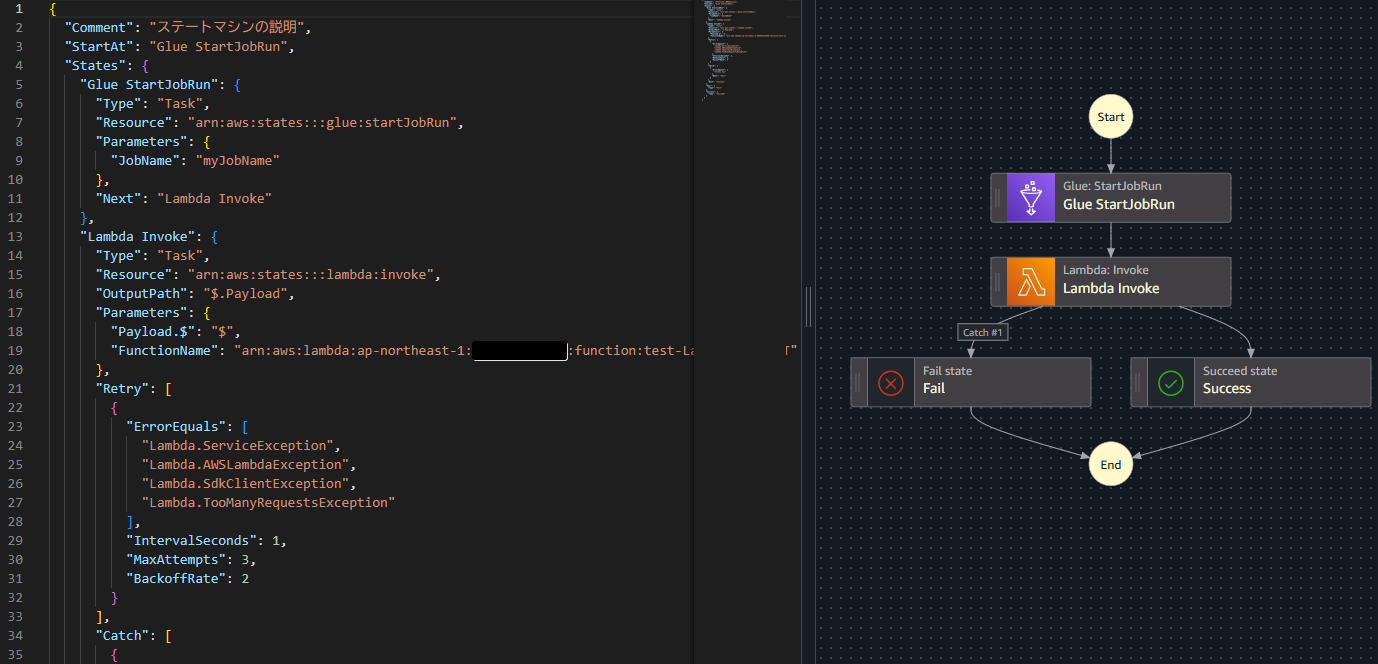 1 {
2 "Comment": "ステートマシンの説明",
3 "StartAt": "Glue StartJobRun",
4 "States": {
5 "Glue StartJobRun": {
6 "Type": "Task",
7 "Resource": "arn:aws:states:::glue:startJobRun",
8 "Parameters": {
9 "JobName": "myJobName"
10 },
11 "Next": "Lambda Invoke"
12 },
13 "Lambda Invoke": {
14 "Type": "Task",
15 "Resource": "arn:aws:states:::lambda:invoke",
16 "OutputPath": "$.Payload",
17 "Parameters": {
18 "Payload.$": "$",
19 "FunctionName": "arn:aws:lambda:ap-northeast-1: :function:test-La "
20 },
21 "Retry": [
22 {
23 "ErrorEquals": [
24 "Lambda.ServiceException",
25 "Lambda.AWSLambdaException",
26 "Lambda.SdkClientException",
27 "Lambda.TooManyRequestsException"
28 ],
29 "IntervalSeconds": 1,
30 "MaxAttempts": 3,
31 "BackoffRate": 2
32 }
33 ],
34 "Catch": [
35 {
Start
Glue: StartJobRun
Glue StartJobRun
Lambda: Invoke
Lambda Invoke
Catch #1
Fail state
Fail
Succeed state
Success
End